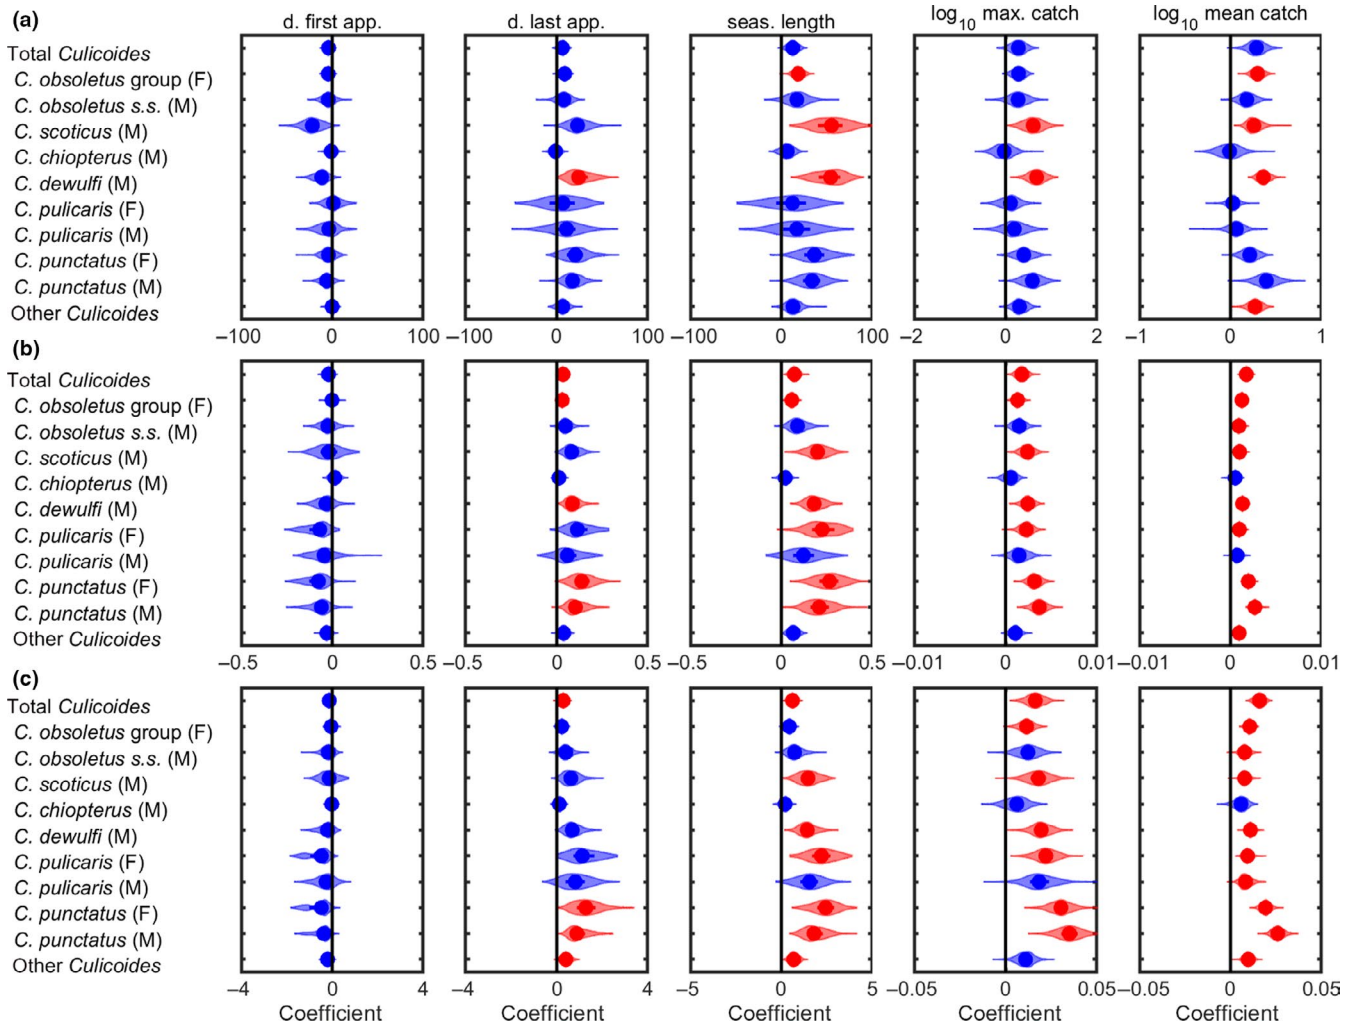 (a)
d. first app. d. last app. seas. length log10 max. catch log10 mean catch
Total Culicoides
C. obsoletus group (F)
C. obsoletus s.s. (M)
C. scoticus (M)
C. chiopterus (M)
C. dewulfi (M)
C. pulicaris (F)
C. pulicaris (M)
C. punctatus (F)
C. punctatus (M)
Other Culicoides
−100 0 100 −100 0 100 −100 0 100 −2 0 2 −1 0 1
(b)
Total Culicoides
C. obsoletus group (F)
C. obsoletus s.s. (M)
C. scoticus (M)
C. chiopterus (M)
C. dewulfi (M)
C. pulicaris (F)
C. pulicaris (M)
C. punctatus (F)
C. punctatus (M)
Other Culicoides
−0.5 0 0.5 −0.5 0 0.5 −0.5 0 0.5 −0.01 0 0.01 −0.01 0 0.01
(c)
Total Culicoides
C. obsoletus group (F)
C. obsoletus s.s. (M)
C. scoticus (M)
C. chiopterus (M)
C. dewulfi (M)
C. pulicaris (F)
C. pulicaris (M)
C. punctatus (F)
C. punctatus (M)
Other Culicoides
−4 0 4 −4 0 4 −5 0 5 −0.05 0 0.05 −0.05 0 0.05
Coefficient Coefficient Coefficient Coefficient Coefficient